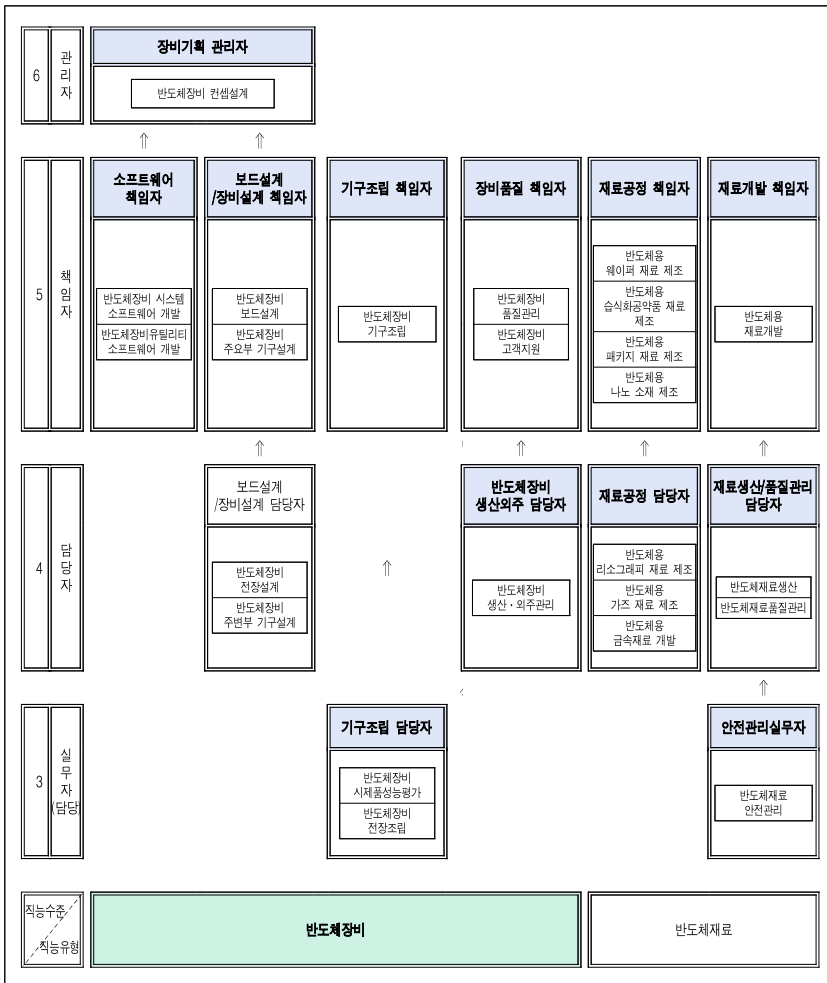 6
관
리
자
장비기획 관리자
반도체장비 컨셉설계
⇑
⇑
5
책
임
자
소프트웨어
책임자
반도체장비 시스템
소프트웨어 개발
반도체장비유틸리티
소프트웨어 개발
보드설계
/장비설계 책임자
반도체장비
보드설계
반도체장비
주요부 기구설계
기구조립 책임자
반도체장비
기구조립
장비품질 책임자
반도체장비
품질관리
반도체장비
고객지원
재료공정 책임자
반도체용
웨이퍼 재료 제조
반도체용
습식화공약품 재료
제조
반도체용
패키지 재료 제조
반도체용
나노 소재 제조
재료개발 책임자
반도체용
재료개발
⇑
⇑
⇑
⇑
4
담
당
자
보드설계
/장비설계 담당자
반도체장비
전장설계
반도체장비
주변부 기구설계
⇑
반도체장비
생산외주 담당자
반도체장비
생산·외주관리
재료공정 담당자
반도체용
리소그래피 재료 제조
반도체용
가즈 재료 제조
반도체용
금속재료 개발
재료생산/품질관리
담당자
반도체재료생산
반도체재료품질관리
⇑
3
실
무
자
(담당)
기구조립 담당자
반도체장비
시제품성능평가
반도체장비
전장조립
안전관리실무자
반도체재료
안전관리
직능수준
직능유형
반도체장비
반도체재료